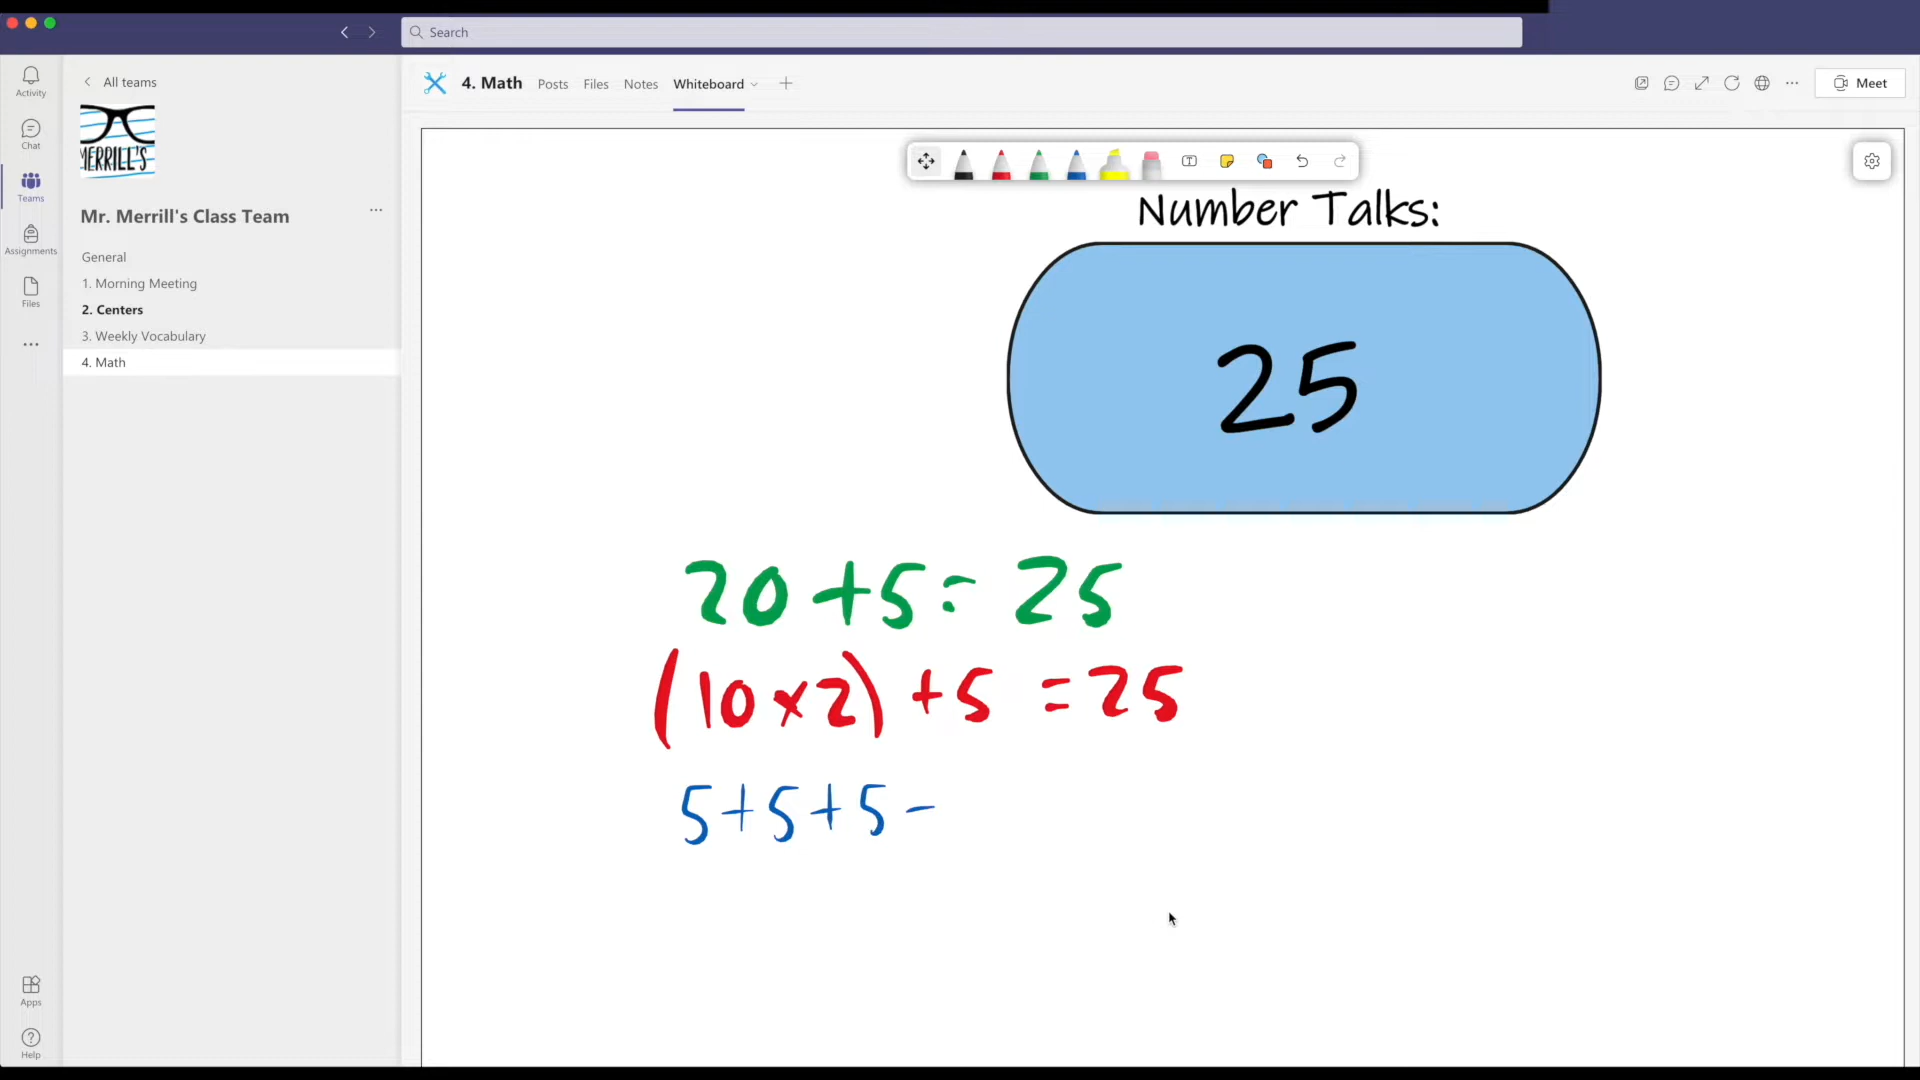 Search
Activity
Chat
Teams
Assignments
Files
Apps
Help
All teams
MERRILL'S
Mr. Merrill's Class Team
General
1. Morning Meeting
2. Centers
3. Weekly Vocabulary
4. Math
4. Math Posts Files Notes Whiteboard
Meet
Number Talks:
25
20 + 5 = 25
(10 × 2) + 5 = 25
5 + 5 + 5 -